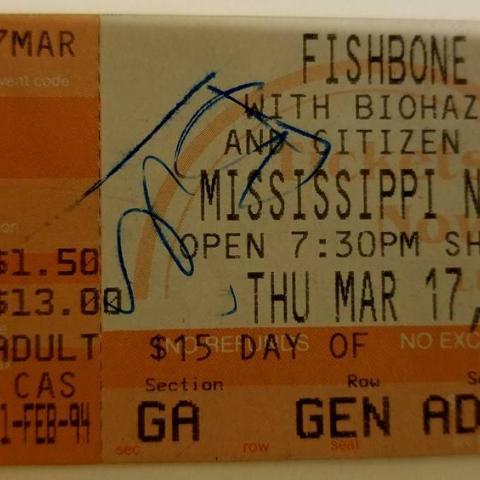 7MAR
event code
$1.50
$13.00
ADULT
CAS
1-FEB-94
FISHBONE
WITH BIOHAZ
AND CITIZEN
MISSISSIPPI N
OPEN 7:30PM SH
THU MAR 17,
NO REFUNDS NO EXC
$15 DAY OF
Section Row S
GA GEN AD
sec. row seat